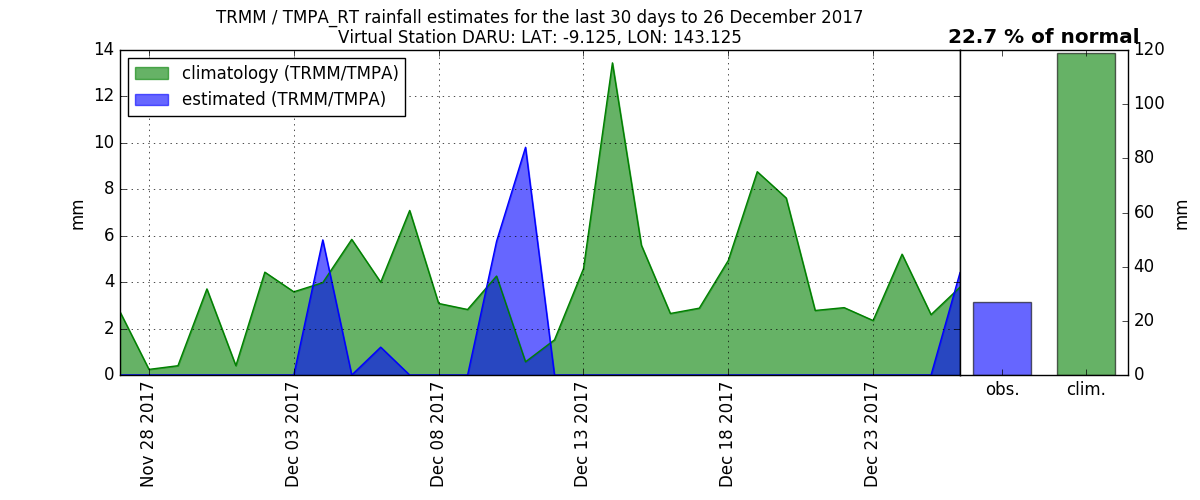 TRMM / TMPA_RT rainfall estimates for the last 30 days to 26 December 2017
Virtual Station DARU: LAT: -9.125, LON: 143.125
22.7 % of normal
climatology (TRMM/TMPA)
estimated (TRMM/TMPA)
14
12
10
8
6
4
2
0
mm
Nov 28 2017
Dec 03 2017
Dec 08 2017
Dec 13 2017
Dec 18 2017
Dec 23 2017
120
100
80
60
40
20
0
mm
obs.
clim.